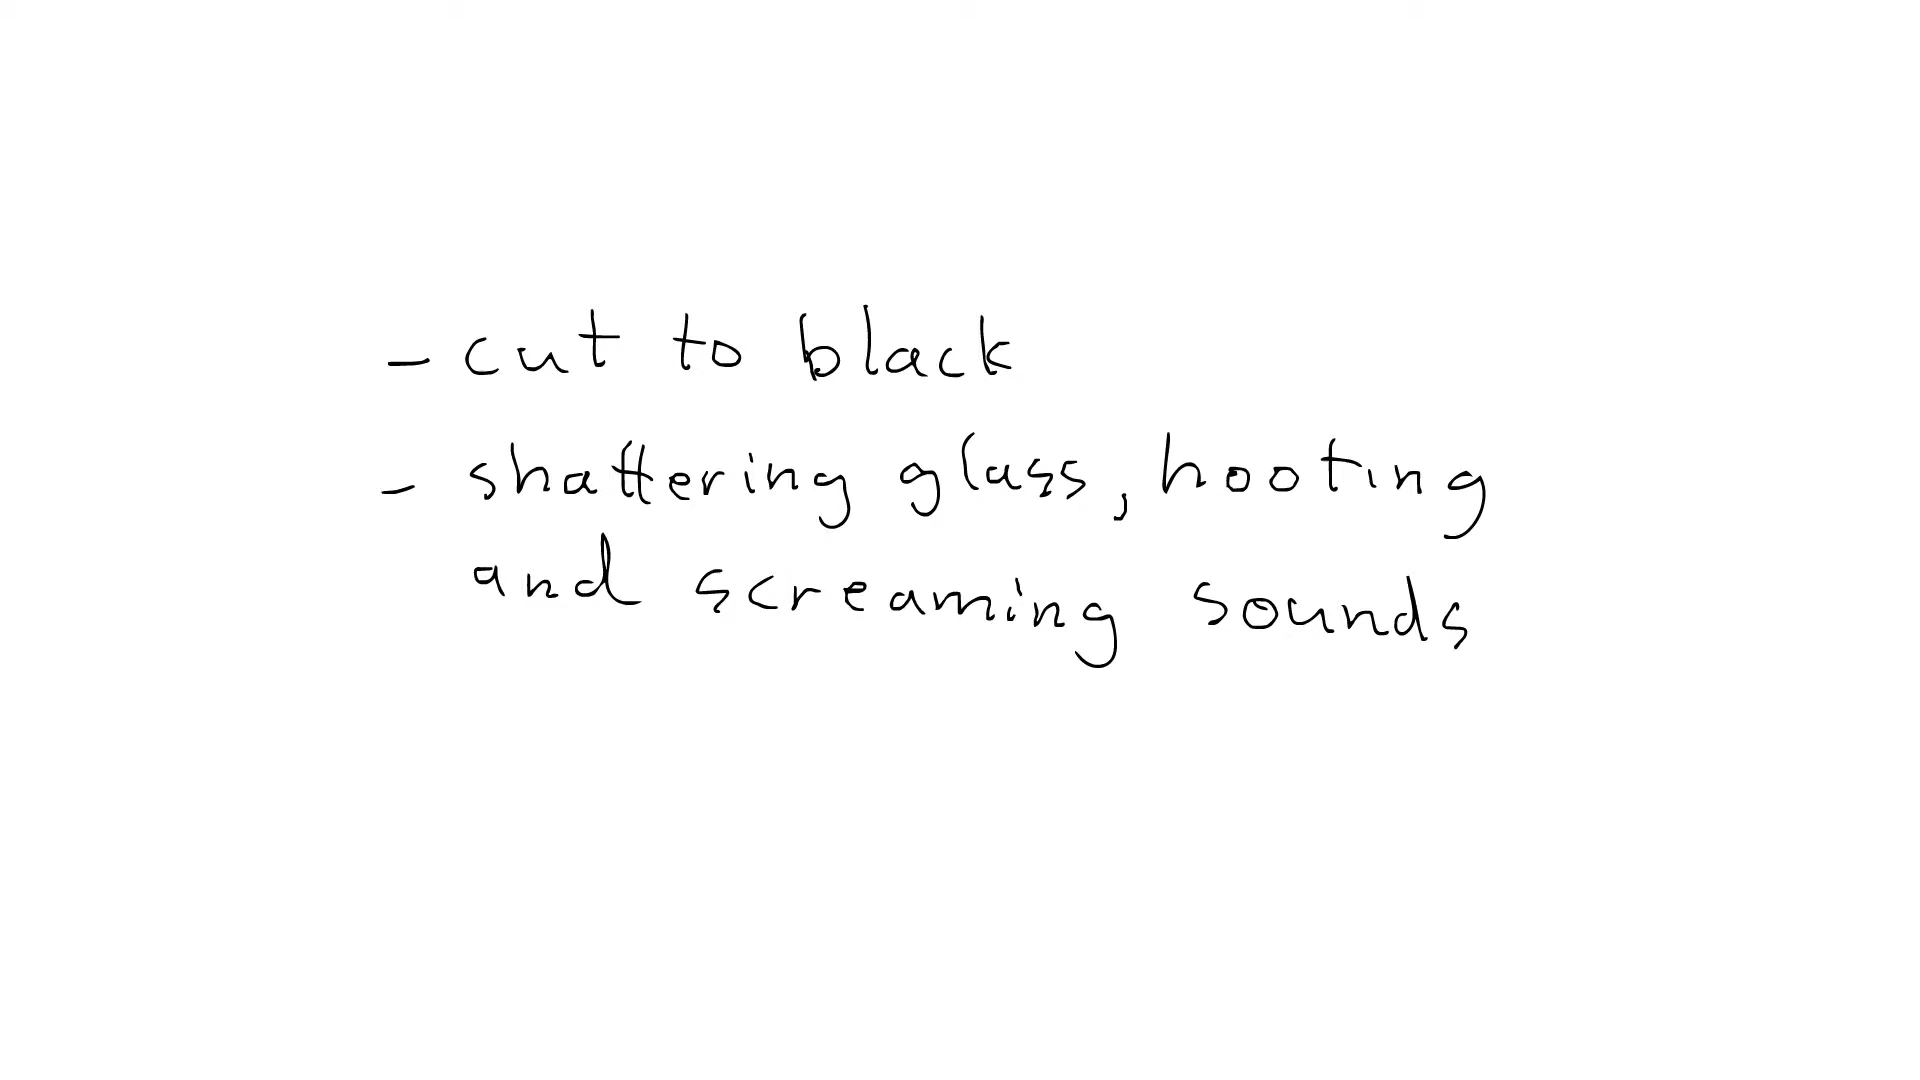 - cut to black
- shattering glass, hooting
and screaming sounds